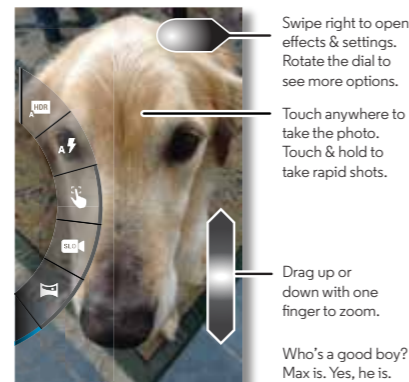 Swipe right to open
effects & settings.
Rotate the dial to
see more options.
HDR
A
A
Touch anywhere to
take the photo.
Touch & hold to
take rapid shots.
SLO
Drag up or
down with one
finger to zoom.
Who's a good boy?
Max is. Yes, he is.